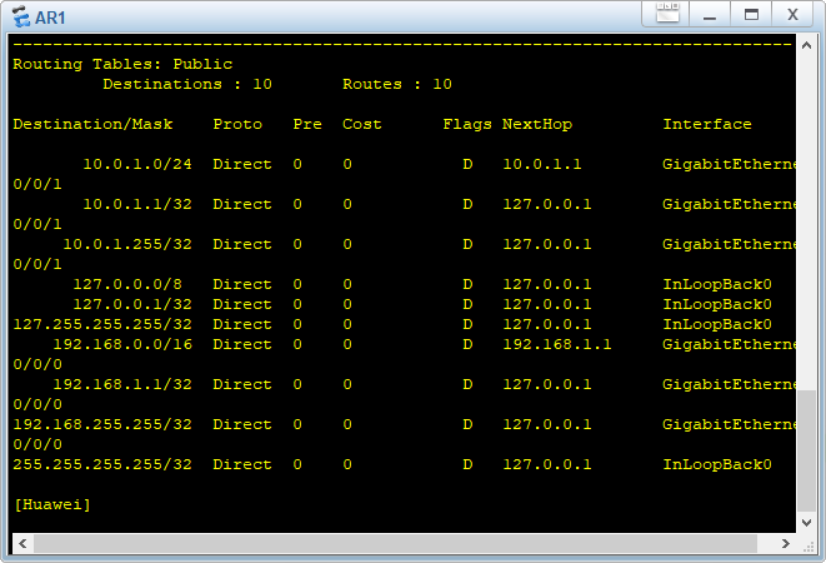 AR1
X
--------------------------------------------------------------------------------
Routing Tables: Public
         Destinations : 10       Routes : 10

Destination/Mask    Proto   Pre  Cost      Flags NextHop         Interface

       10.0.1.0/24  Direct  0    0           D   10.0.1.1        GigabitEtherne
0/0/1
       10.0.1.1/32  Direct  0    0           D   127.0.0.1       GigabitEtherne
0/0/1
     10.0.1.255/32  Direct  0    0           D   127.0.0.1       GigabitEtherne
0/0/1
      127.0.0.0/8   Direct  0    0           D   127.0.0.1       InLoopBack0
      127.0.0.1/32  Direct  0    0           D   127.0.0.1       InLoopBack0
127.255.255.255/32  Direct  0    0           D   127.0.0.1       InLoopBack0
    192.168.0.0/16  Direct  0    0           D   192.168.1.1     GigabitEtherne
0/0/0
    192.168.1.1/32  Direct  0    0           D   127.0.0.1       GigabitEtherne
0/0/0
192.168.255.255/32  Direct  0    0           D   127.0.0.1       GigabitEtherne
0/0/0
255.255.255.255/32  Direct  0    0           D   127.0.0.1       InLoopBack0

[Huawei]